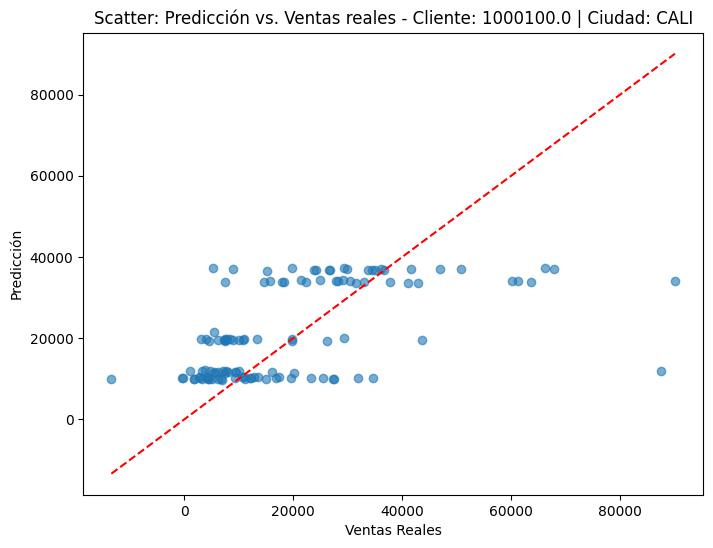 Scatter: Predicción vs. Ventas reales - Cliente: 1000100.0 | Ciudad: CALI
80000
60000
40000
20000
0
Predicción
0 20000 40000 60000 80000
Ventas Reales